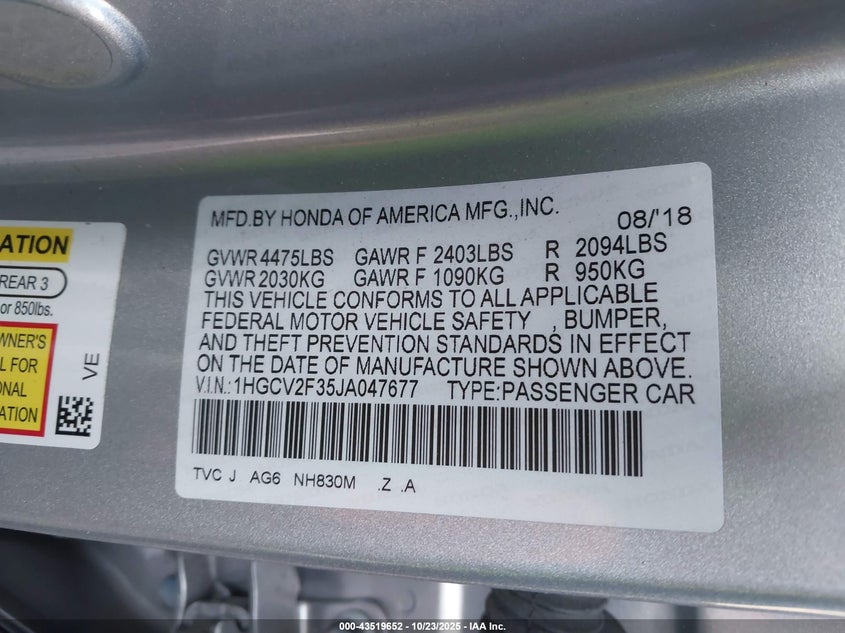 MFD.BY HONDA OF AMERICA MFG.,INC. 08/'18
GVWR 4475LBS GAWR F 2403LBS R 2094LBS
GVWR 2030KG GAWR F 1090KG R 950KG
THIS VEHICLE CONFORMS TO ALL APPLICABLE
FEDERAL MOTOR VEHICLE SAFETY , BUMPER,
AND THEFT PREVENTION STANDARDS IN EFFECT
ON THE DATE OF MANUFACTURE SHOWN ABOVE.
V.I.N.:1HGCV2F35JA047677 TYPE:PASSENGER CAR
TVC J AG6 NH830M .Z .A
ATION
REAR 3
or 850lbs.
WNER'S
L FOR
ONAL
ATION
VE
000-43519652 - 10/23/2025 - IAA Inc.